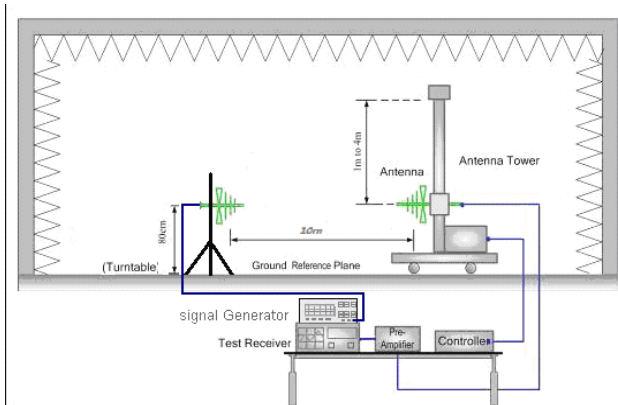 1m to 4m
Antenna
Antenna Tower
10m
80cm
(Turntable)
Ground Reference Plane
signal Generator
Test Receiver
Pre-
Amplifier
Controller